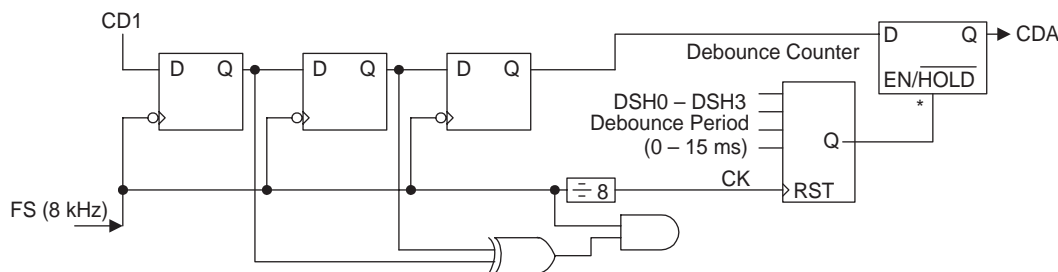 CD1
D Q
D Q
D Q
Debounce Counter
D Q
CDA
EN/HOLD
*
DSH0 – DSH3
Debounce Period
(0 – 15 ms)
Q
CK
RST
÷ 8
FS (8 kHz)